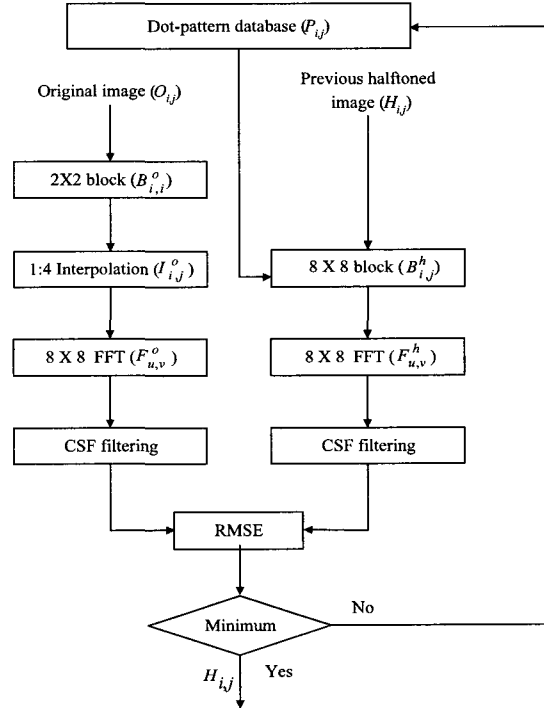 Dot-pattern database (P_{i,j})
Original image (O_{i,j})
Previous halftoned
image (H_{i,j})
2X2 block (B^o_{i,i})
1:4 Interpolation (I^o_{i,j})
8 X 8 block (B^h_{i,j})
8 X 8 FFT (F^o_{u,v})
8 X 8 FFT (F^h_{u,v})
CSF filtering
CSF filtering
RMSE
Minimum
No
Yes
H_{i,j}